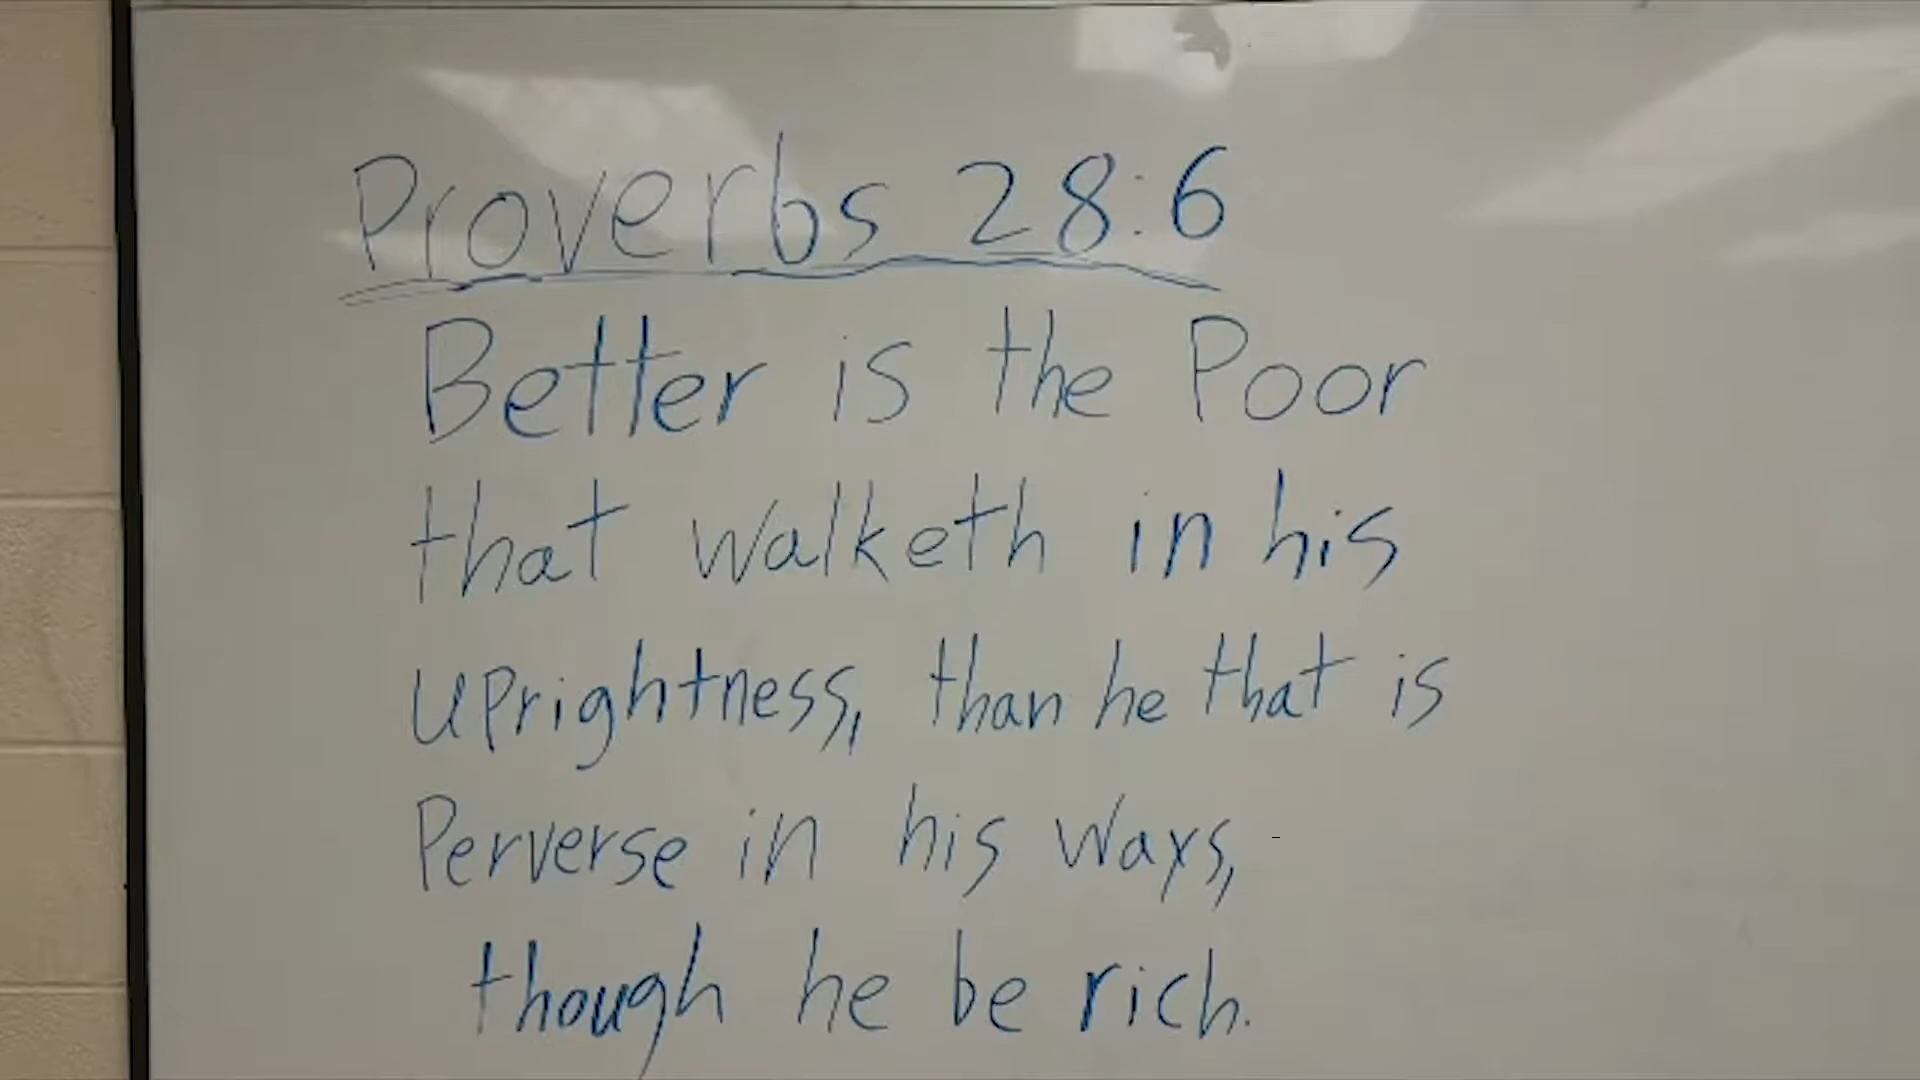 Proverbs 28:6
Better is the Poor
that walketh in his
uprightness, than he that is
Perverse in his ways,
though he be rich.